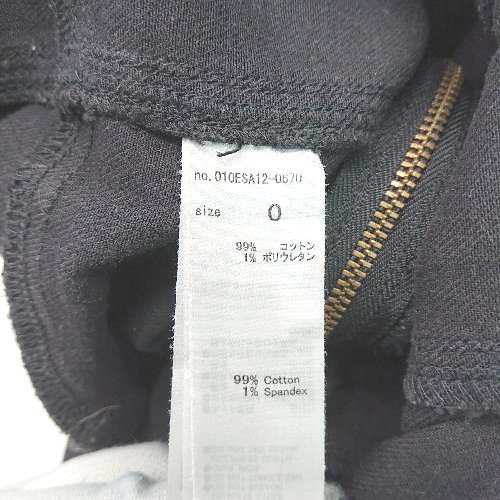 no.010ESA12-0670
size 0
99% コットン
1% ポリウレタン
99% Cotton
1% Spandex